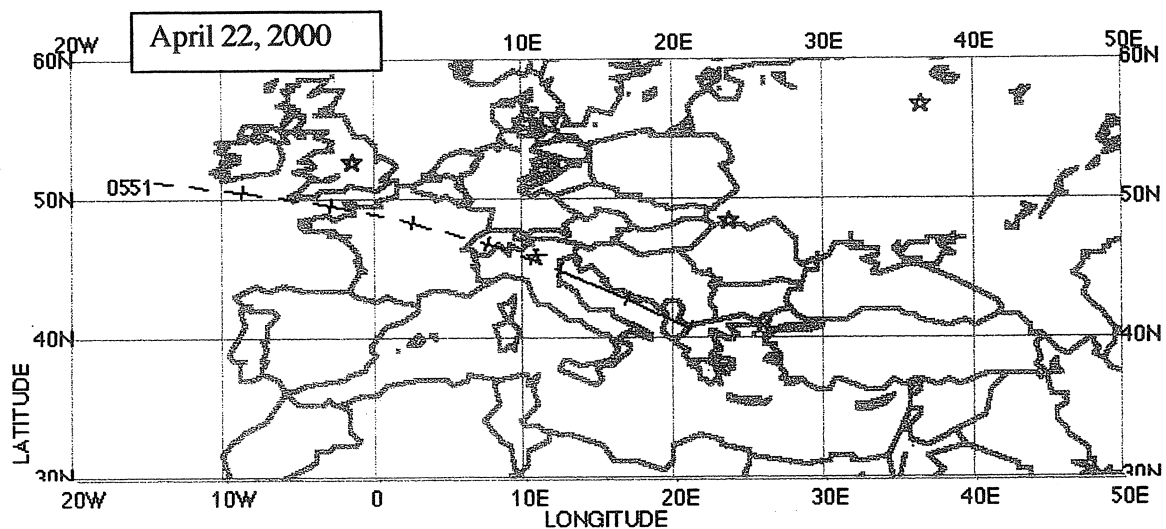 April 22, 2000
20W 10E 20E 30E 40E 50E
60N 60N
0551
50N 50N
40N 40N
LATITUDE
30N 30N
20W 10W 0 10E 20E 30E 40E 50E
LONGITUDE